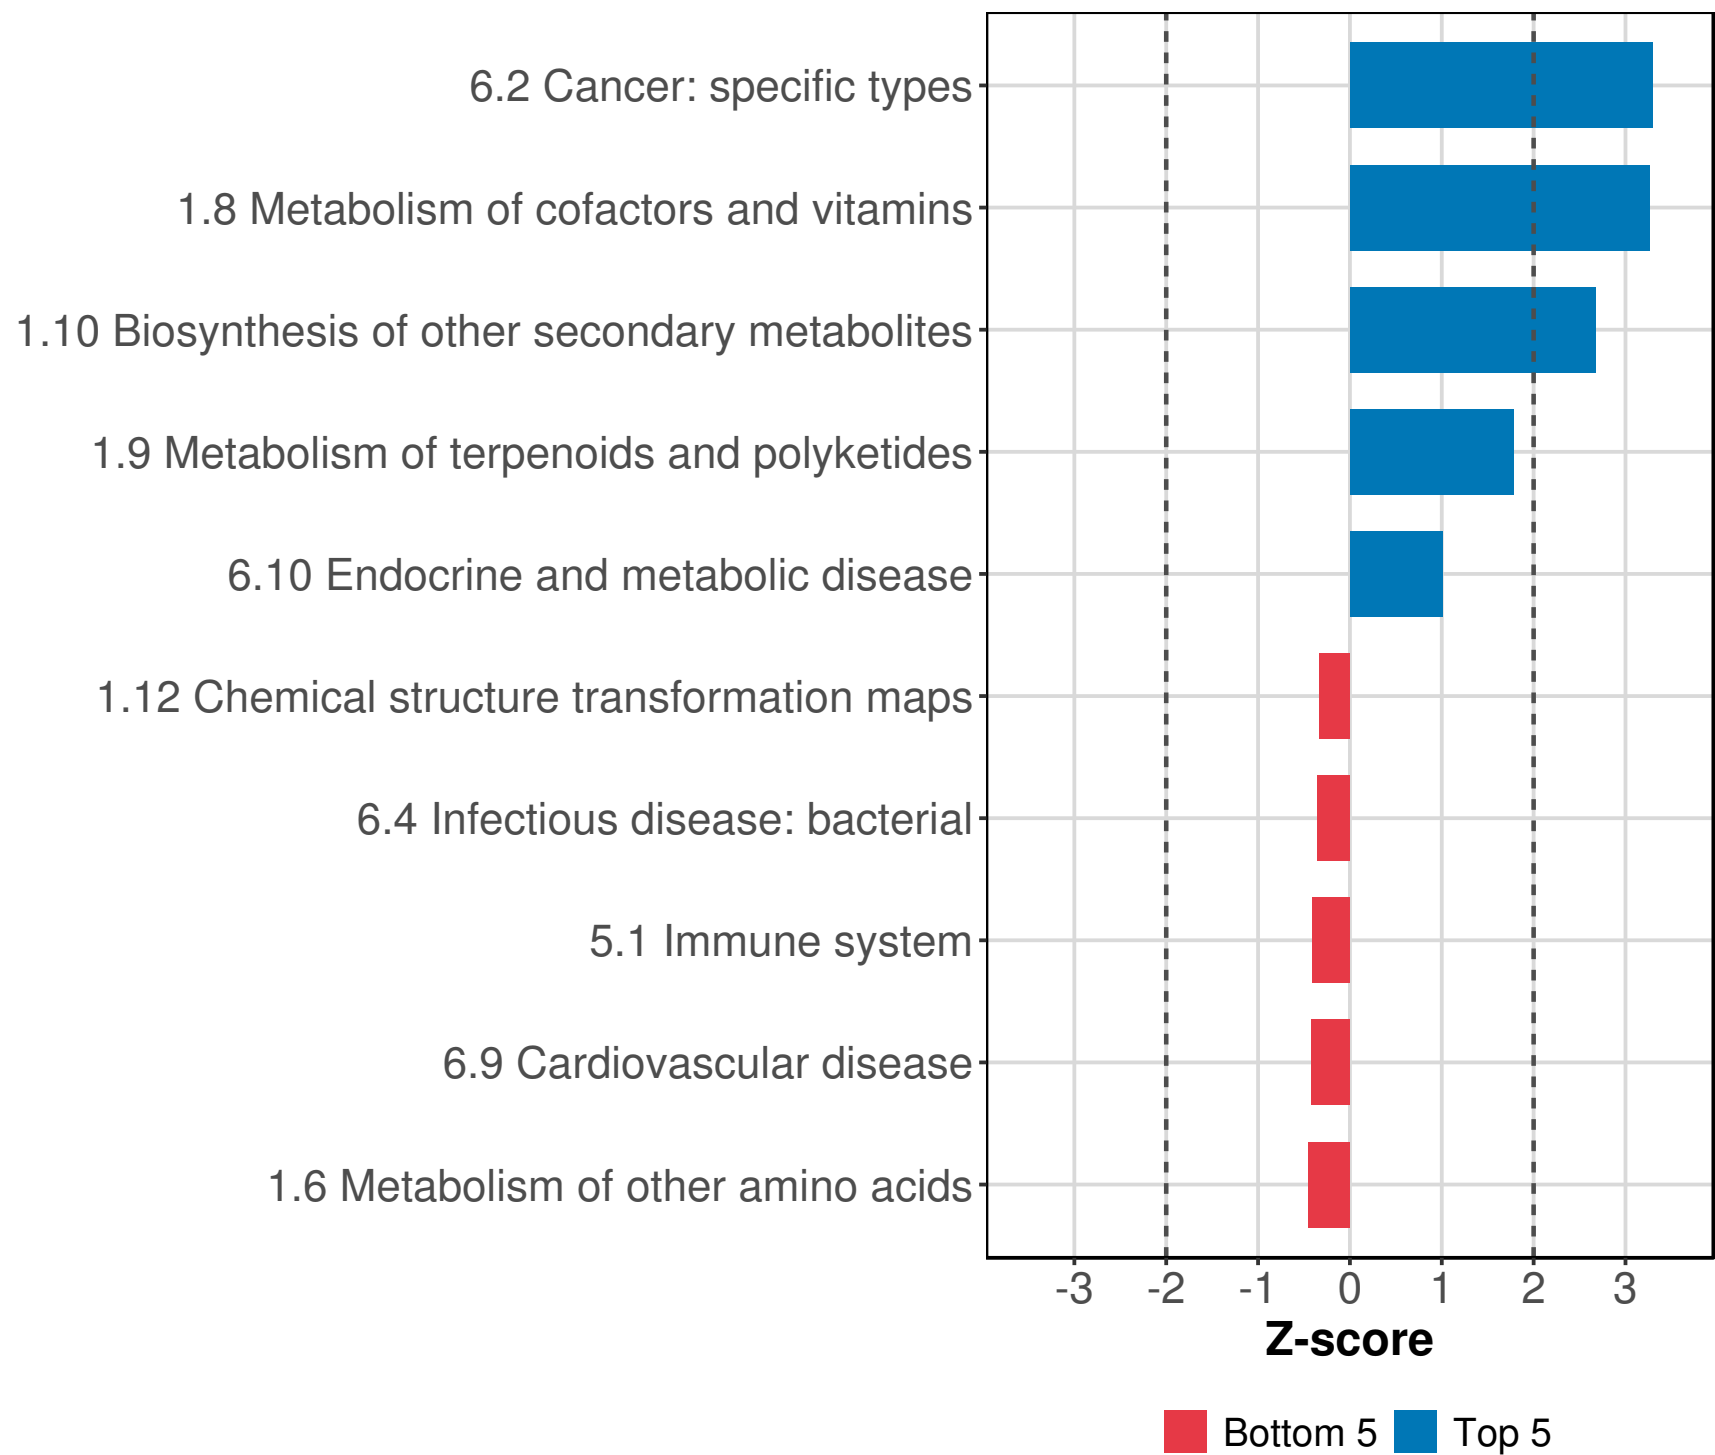 6.2 Cancer: specific types
1.8 Metabolism of cofactors and vitamins
1.10 Biosynthesis of other secondary metabolites
1.9 Metabolism of terpenoids and polyketides
6.10 Endocrine and metabolic disease
1.12 Chemical structure transformation maps
6.4 Infectious disease: bacterial
5.1 Immune system
6.9 Cardiovascular disease
1.6 Metabolism of other amino acids
-3 -2 -1 0 1 2 3
Z-score
Bottom 5 Top 5